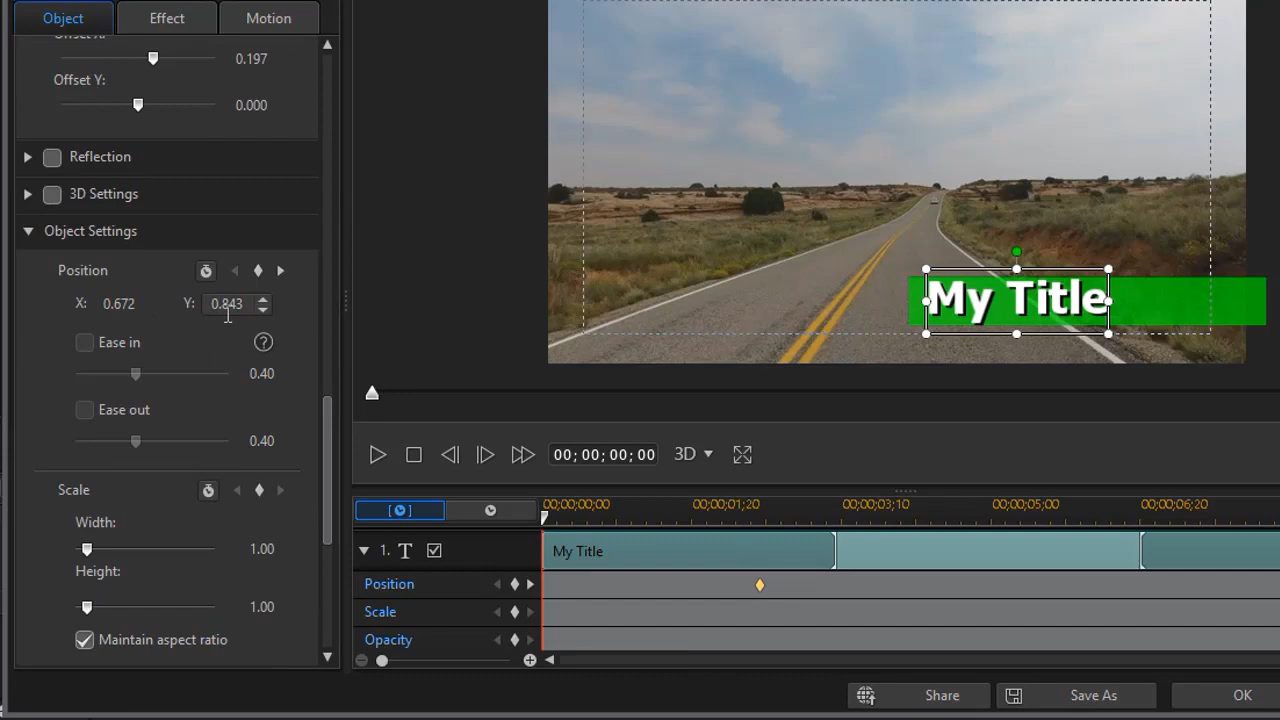 Object Effect Motion
Offset X:
0.197
Offset Y:
0.000
Reflection
3D Settings
Object Settings
Position
X: 0.672 Y: 0.843
Ease in ?
0.40
Ease out
0.40
Scale
Width:
1.00
Height:
1.00
Maintain aspect ratio
My Title
00;00;00;00 3D
00;00;00;00 00;00;01;20 00;00;03;10 00;00;05;00 00;00;06;20
1. T My Title
Position
Scale
Opacity
Share Save As OK